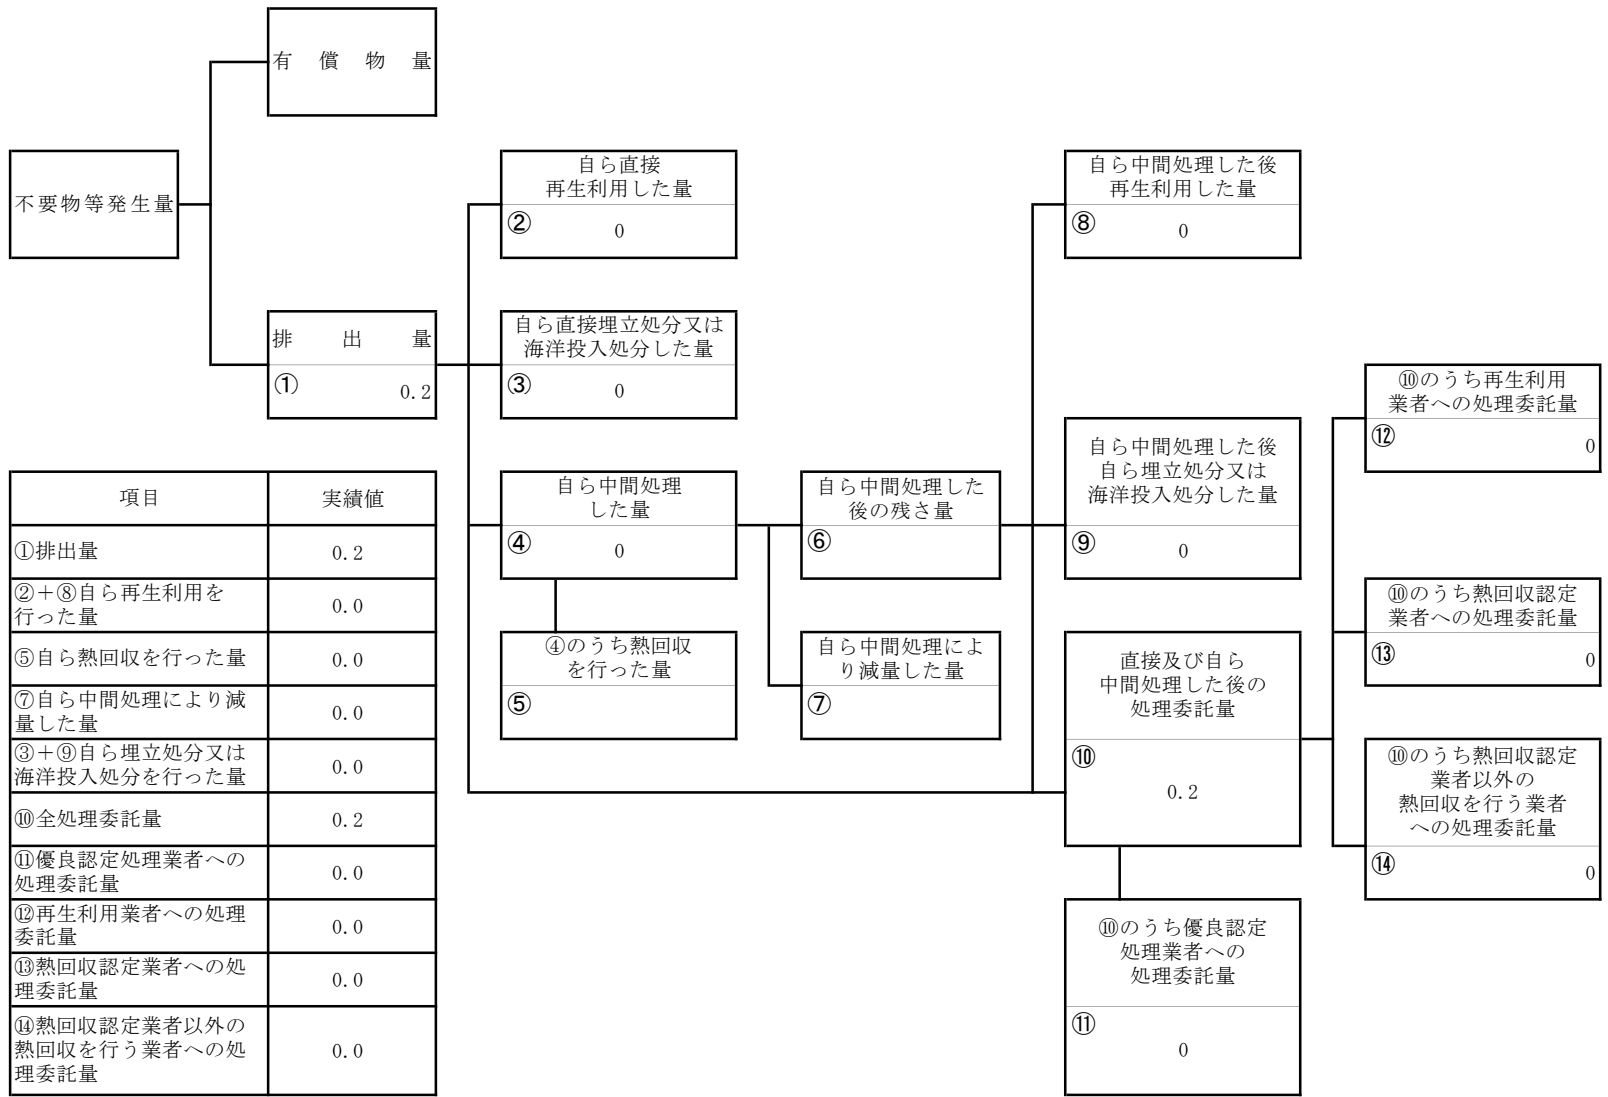 有償物量
不要物等発生量
排出量
①
0.2
自ら直接
再生利用した量
②
0
自ら直接埋立処分又は
海洋投入処分した量
③
0
自ら中間処理
した量
④
0
④のうち熱回収
を行った量
⑤
自ら中間処理した
後の残さ量
⑥
自ら中間処理によ
り減量した量
⑦
自ら中間処理した後
再生利用した量
⑧
0
自ら中間処理した後
自ら埋立処分又は
海洋投入処分した量
⑨
0
直接及び自ら
中間処理した後の
処理委託量
⑩
0.2
⑩のうち優良認定
処理業者への
処理委託量
⑪
0
⑩のうち再生利用
業者への処理委託量
⑫
0
⑩のうち熱回収認定
業者への処理委託量
⑬
0
⑩のうち熱回収認定
業者以外の
熱回収を行う業者
への処理委託量
⑭
0
項目 実績値
①排出量 0.2
②+⑧自ら再生利用を
行った量 0.0
⑤自ら熱回収を行った量 0.0
⑦自ら中間処理により減
量した量 0.0
③+⑨自ら埋立処分又は
海洋投入処分を行った量 0.0
⑩全処理委託量 0.2
⑪優良認定処理業者への
処理委託量 0.0
⑫再生利用業者への処理
委託量 0.0
⑬熱回収認定業者への処
理委託量 0.0
⑭熱回収認定業者以外の
熱回収を行う業者への処
理委託量 0.0